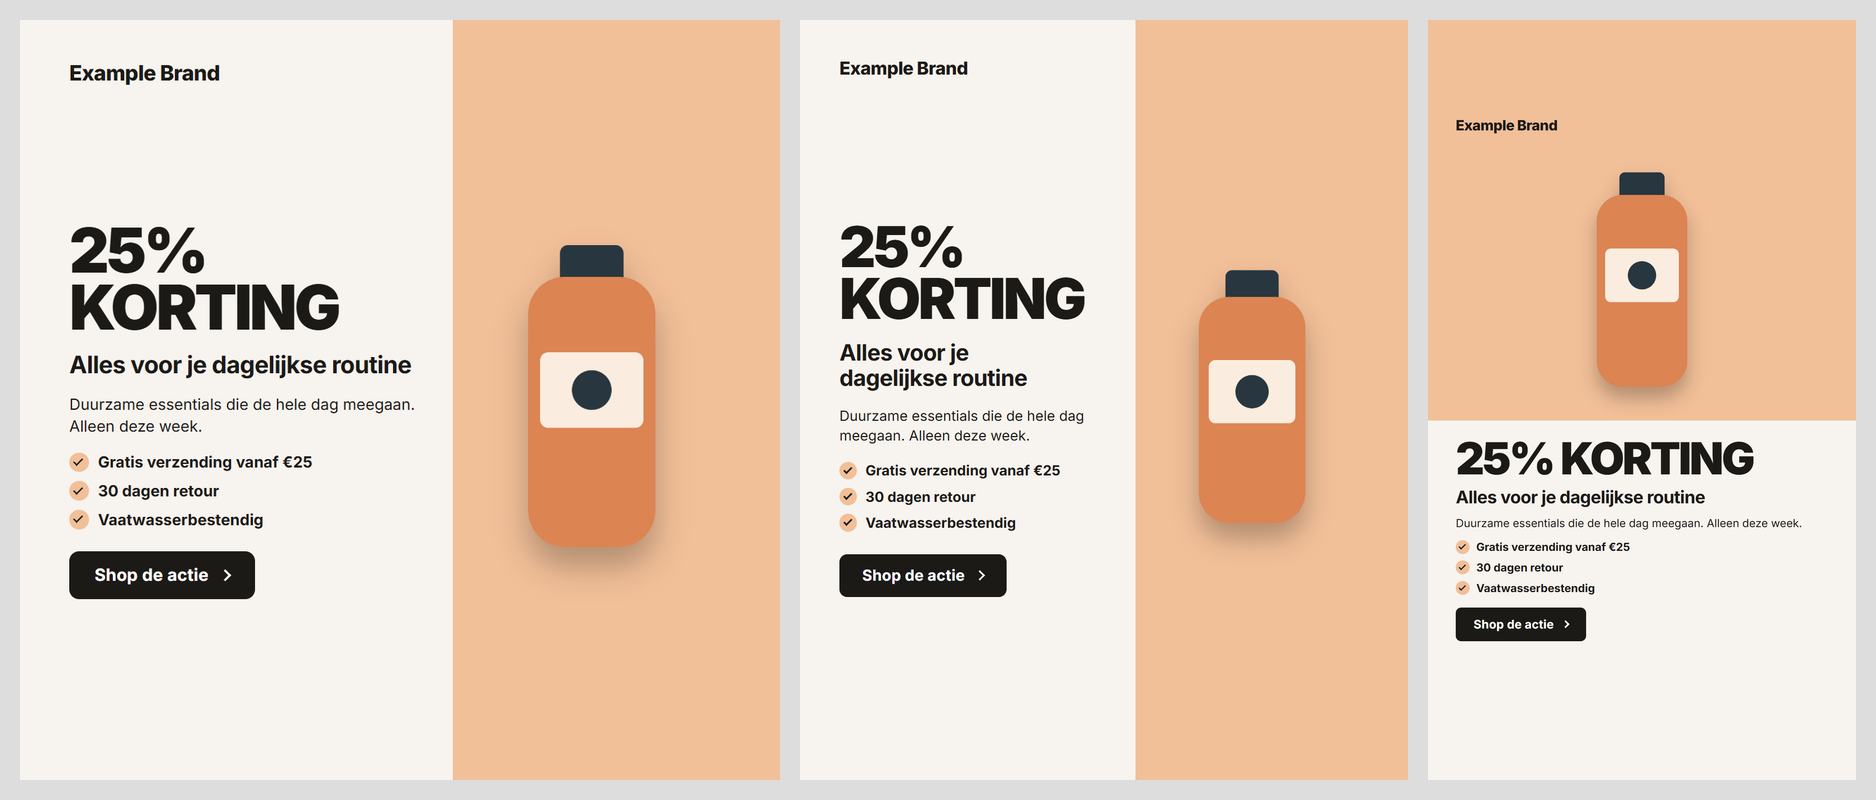 Example Brand
25%
KORTING
Alles voor je dagelijkse routine
Duurzame essentials die de hele dag meegaan.
Alleen deze week.
Gratis verzending vanaf €25
30 dagen retour
Vaatwasserbestendig
Shop de actie
Example Brand
25%
KORTING
Alles voor je
dagelijkse routine
Duurzame essentials die de hele dag
meegaan. Alleen deze week.
Gratis verzending vanaf €25
30 dagen retour
Vaatwasserbestendig
Shop de actie
Example Brand
25% KORTING
Alles voor je dagelijkse routine
Duurzame essentials die de hele dag meegaan. Alleen deze week.
Gratis verzending vanaf €25
30 dagen retour
Vaatwasserbestendig
Shop de actie